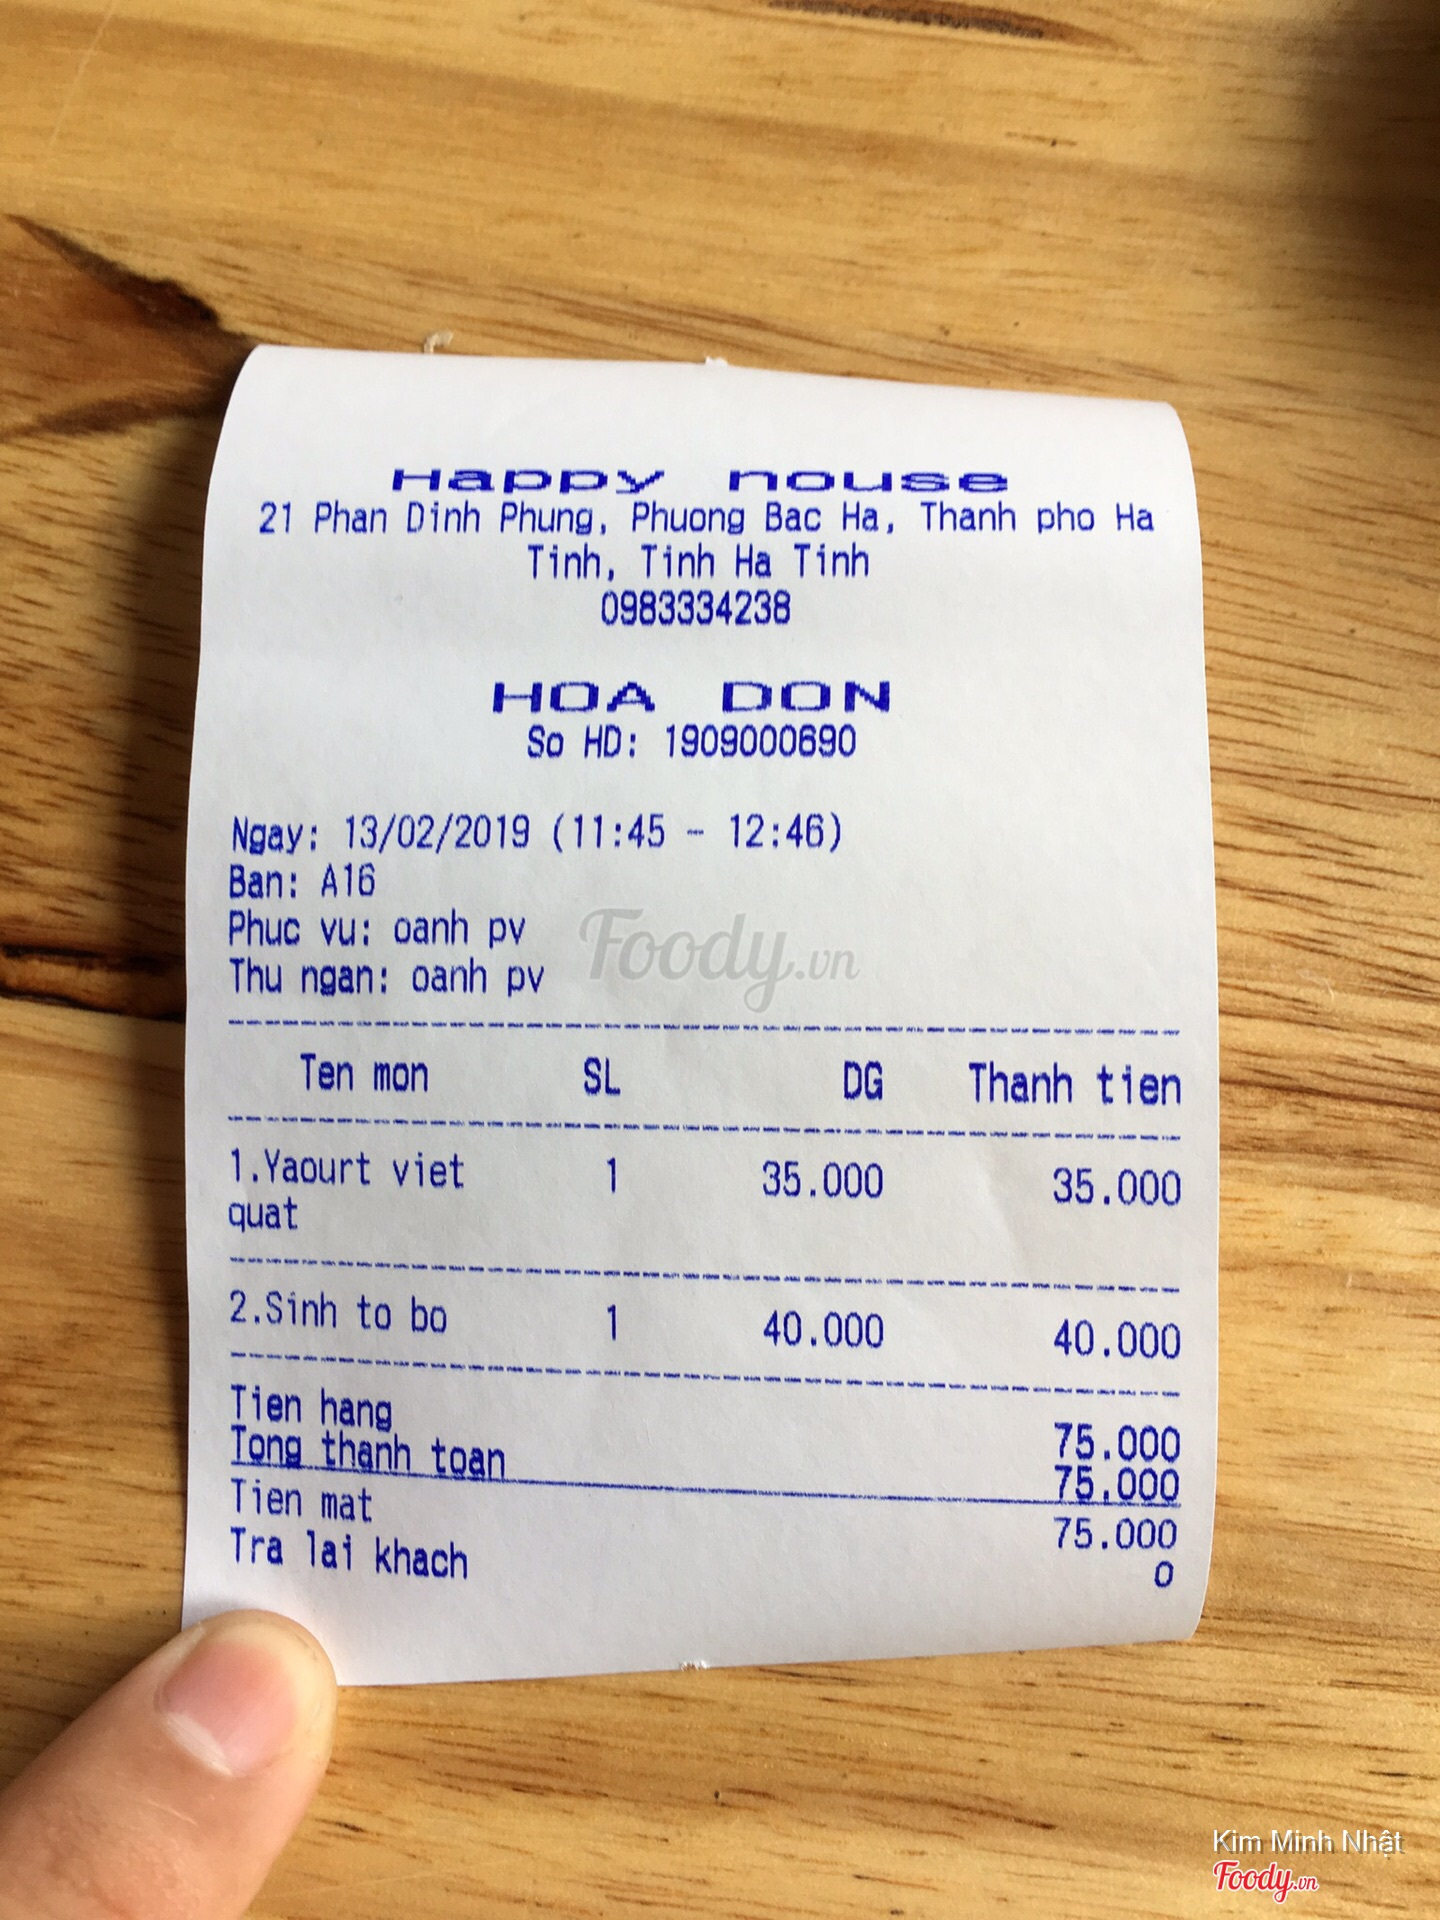 Happy house
21 Phan Dinh Phung, Phuong Bac Ha, Thanh pho Ha
Tinh, Tinh Ha Tinh
0983334238
HOA DON
So HD: 1909000690
Ngay: 13/02/2019 (11:45 - 12:46)
Ban: A16
Phuc vu: oanh pv
Thu ngan: oanh pv
Foody.vn
Ten mon SL DG Thanh tien
1.Yaourt viet 1 35.000 35.000
quat
2.Sinh to bo 1 40.000 40.000
Tien hang 75.000
Tong thanh toan 75.000
Tien mat 75.000
Tra lai khach 0
Kim Minh Nhật
Foody.vn